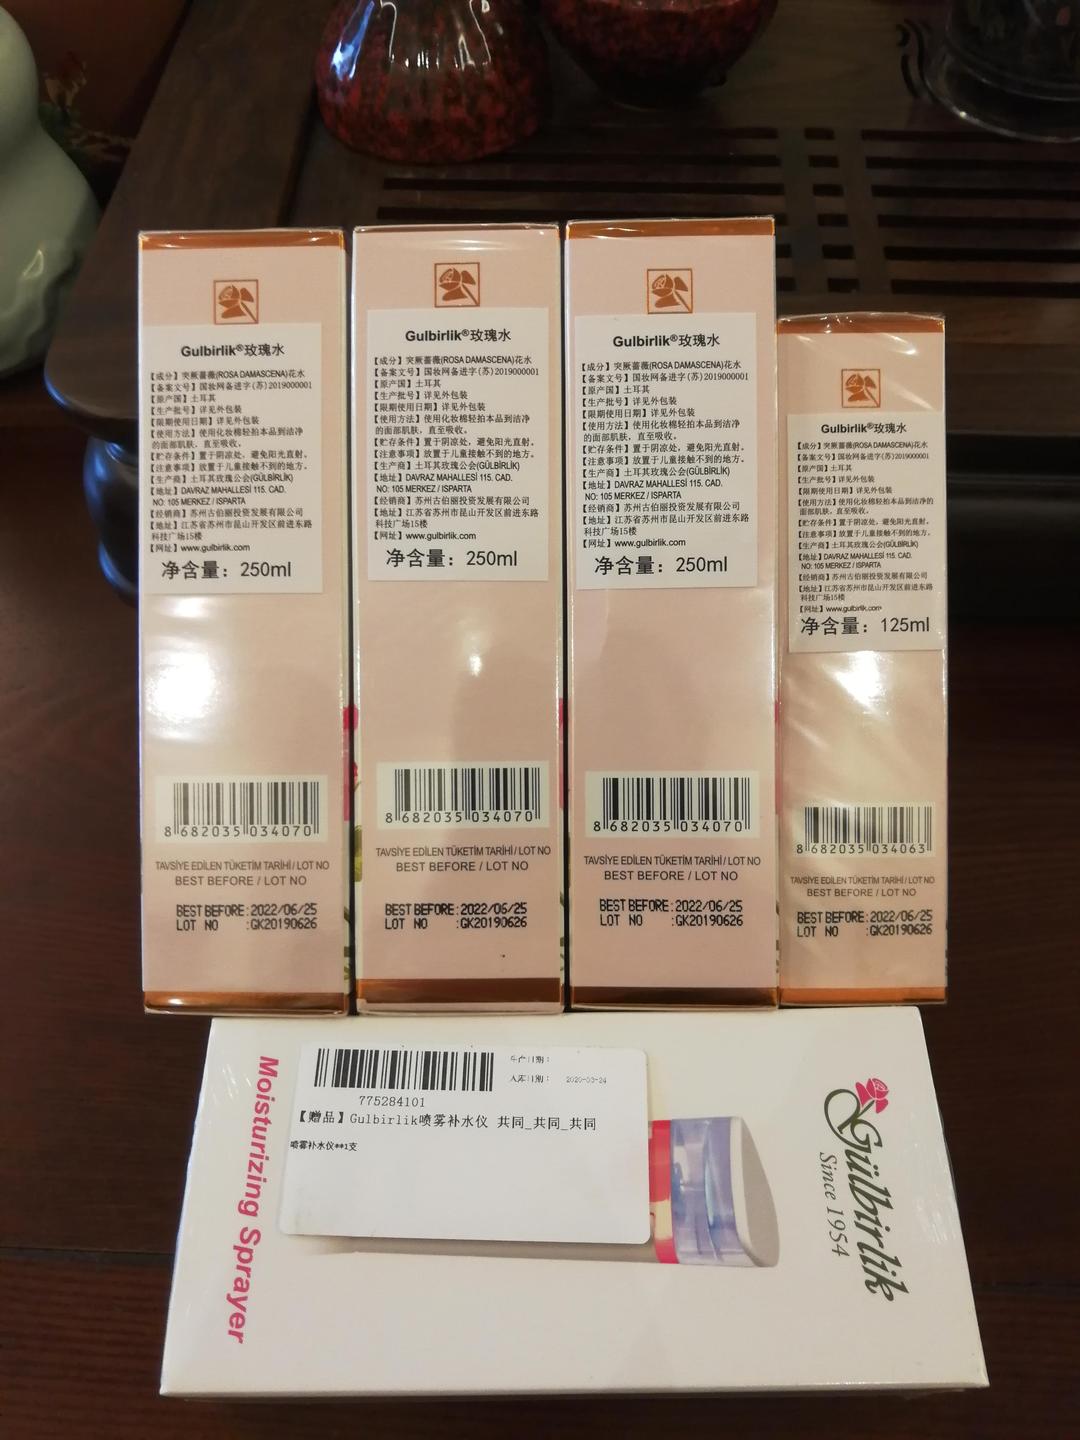 Gulbirlik®玫瑰水
【成分】突厥蔷薇(ROSA DAMASCENA)花水
【备案文号】国妆网备进字(苏)2019000001
【原产国】土耳其
【生产批号】详见外包装
【限期使用日期】详见外包装
【使用方法】使用化妆棉轻拍本品到洁净
的面部肌肤，直至吸收。
【贮存条件】置于阴凉处，避免阳光直射。
【注意事项】放置于儿童接触不到的地方。
【生产商】土耳其玫瑰公会(GÜLBİRLİK)
【地址】DAVRAZ MAHALLESİ 115. CAD.
NO: 105 MERKEZ / ISPARTA
【经销商】苏州古伯丽投资发展有限公司
【地址】江苏省苏州市昆山开发区前进东路
科技广场15楼
【网址】www.gulbirlik.com
净含量：250ml
8 682035 034070
TAVSİYE EDİLEN TÜKETİM TARİHİ / LOT NO
BEST BEFORE / LOT NO
BEST BEFORE:2022/06/25
LOT NO :GK20190626
Gulbirlik®玫瑰水
【成分】突厥蔷薇(ROSA DAMASCENA)花水
【备案文号】国妆网备进字(苏)2019000001
【原产国】土耳其
【生产批号】详见外包装
【限期使用日期】详见外包装
【使用方法】使用化妆棉轻拍本品到洁净
的面部肌肤，直至吸收。
【贮存条件】置于阴凉处，避免阳光直射。
【注意事项】放置于儿童接触不到的地方。
【生产商】土耳其玫瑰公会(GÜLBİRLİK)
【地址】DAVRAZ MAHALLESİ 115. CAD.
NO: 105 MERKEZ / ISPARTA
【经销商】苏州古伯丽投资发展有限公司
【地址】江苏省苏州市昆山开发区前进东路
科技广场15楼
【网址】www.gulbirlik.com
净含量：250ml
8 682035 034070
TAVSİYE EDİLEN TÜKETİM TARİHİ / LOT NO
BEST BEFORE / LOT NO
BEST BEFORE:2022/06/25
LOT NO :GK20190626
Gulbirlik®玫瑰水
【成分】突厥蔷薇(ROSA DAMASCENA)花水
【备案文号】国妆网备进字(苏)2019000001
【原产国】土耳其
【生产批号】详见外包装
【限期使用日期】详见外包装
【使用方法】使用化妆棉轻拍本品到洁净
的面部肌肤，直至吸收。
【贮存条件】置于阴凉处，避免阳光直射。
【注意事项】放置于儿童接触不到的地方。
【生产商】土耳其玫瑰公会(GÜLBİRLİK)
【地址】DAVRAZ MAHALLESİ 115. CAD.
NO: 105 MERKEZ / ISPARTA
【经销商】苏州古伯丽投资发展有限公司
【地址】江苏省苏州市昆山开发区前进东路
科技广场15楼
【网址】www.gulbirlik.com
净含量：250ml
8 682035 034070
TAVSİYE EDİLEN TÜKETİM TARİHİ / LOT NO
BEST BEFORE / LOT NO
BEST BEFORE:2022/06/25
LOT NO :GK20190626
Gulbirlik®玫瑰水
【成分】突厥蔷薇(ROSA DAMASCENA)花水
【备案文号】国妆网备进字(苏)2019000001
【原产国】土耳其
【生产批号】详见外包装
【限期使用日期】详见外包装
【使用方法】使用化妆棉轻拍本品到洁净的
面部肌肤，直至吸收。
【贮存条件】置于阴凉处，避免阳光直射。
【注意事项】放置于儿童接触不到的地方。
【生产商】土耳其玫瑰公会(GÜLBİRLİK)
【地址】DAVRAZ MAHALLESİ 115. CAD.
NO: 105 MERKEZ / ISPARTA
【经销商】苏州古伯丽投资发展有限公司
【地址】江苏省苏州市昆山开发区前进东路
科技广场15楼
【网址】www.gulbirlik.com
净含量：125ml
8 682035 034063
TAVSİYE EDİLEN TÜKETİM TARİHİ / LOT NO
BEST BEFORE / LOT NO
BEST BEFORE:2022/06/25
LOT NO :GK20190626
Moisturizing Sprayer
生产日期：
入库日期： 2020-03-24
775284101
【赠品】Gulbirlik喷雾补水仪 共同_共同_共同
喷雾补水仪**1支
Gülbirlik
Since 1954